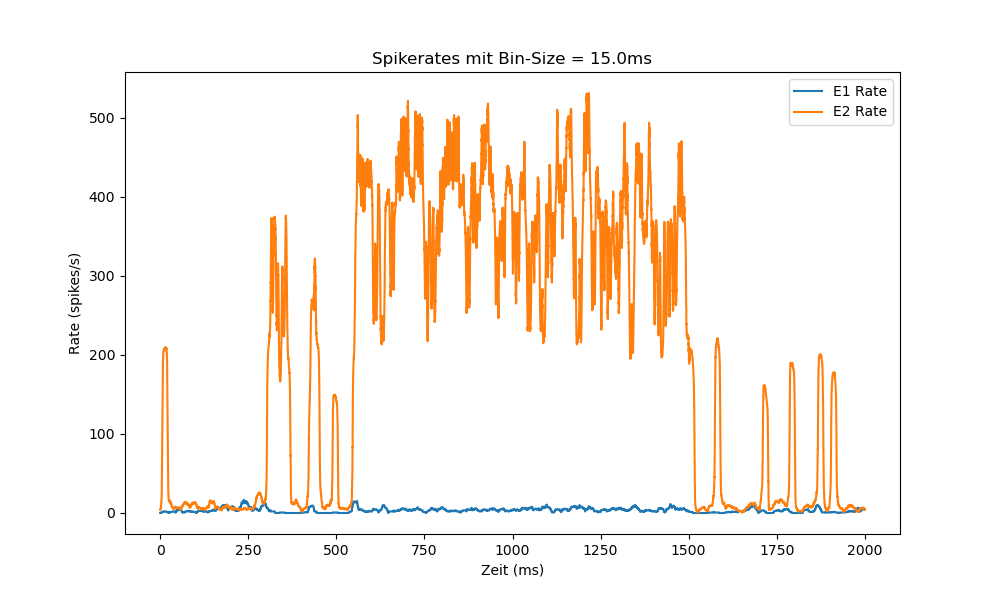 Spikerates mit Bin-Size = 15.0ms
E1 Rate
E2 Rate
Rate (spikes/s)
500
400
300
200
100
0
0 250 500 750 1000 1250 1500 1750 2000
Zeit (ms)